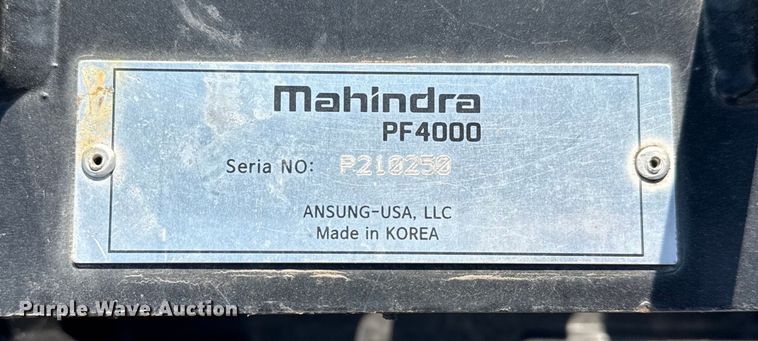 Mahindra
PF4000
Seria NO: P210250
ANSUNG-USA, LLC
Made in KOREA
Purple Wave Auction